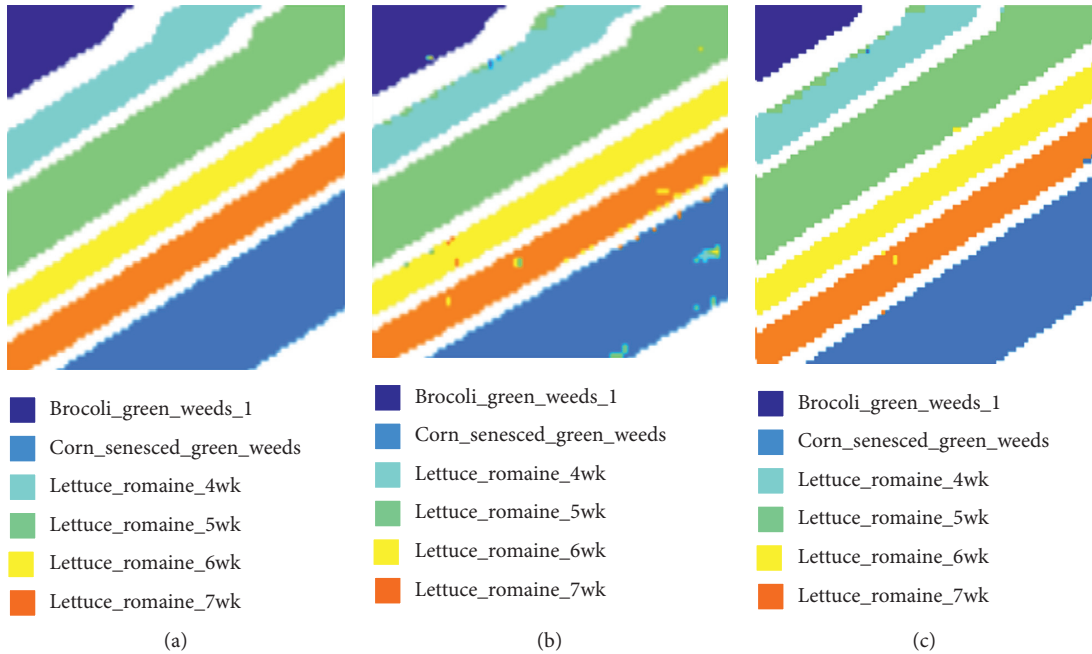 Brocoli_green_weeds_1
Corn_senesced_green_weeds
Lettuce_romaine_4wk
Lettuce_romaine_5wk
Lettuce_romaine_6wk
Lettuce_romaine_7wk
(a)
Brocoli_green_weeds_1
Corn_senesced_green_weeds
Lettuce_romaine_4wk
Lettuce_romaine_5wk
Lettuce_romaine_6wk
Lettuce_romaine_7wk
(b)
Brocoli_green_weeds_1
Corn_senesced_green_weeds
Lettuce_romaine_4wk
Lettuce_romaine_5wk
Lettuce_romaine_6wk
Lettuce_romaine_7wk
(c)